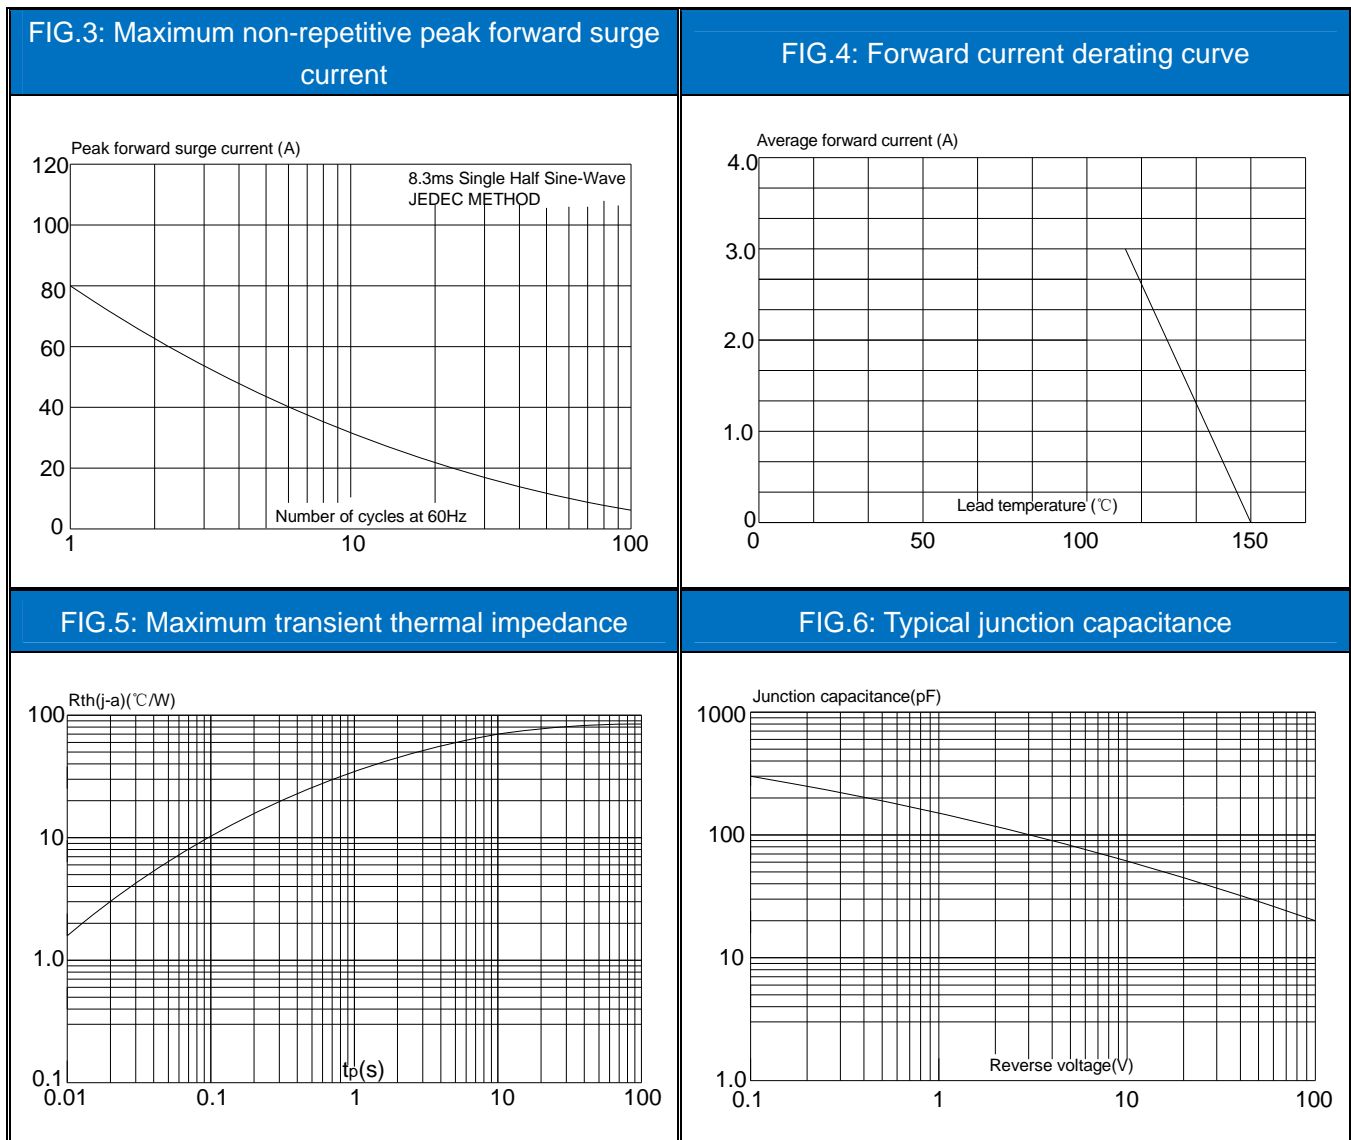 FIG.3: Maximum non-repetitive peak forward surge
current
Peak forward surge current (A)
8.3ms Single Half Sine-Wave
JEDEC METHOD
120
100
80
60
40
20
0
Number of cycles at 60Hz
1
10
100
FIG.4: Forward current derating curve
Average forward current (A)
4.0
3.0
2.0
1.0
0
Lead temperature (℃)
0
50
100
150
FIG.5: Maximum transient thermal impedance
Rth(j-a)(℃/W)
100
10
1.0
0.1
tp(s)
0.01
0.1
1
10
100
FIG.6: Typical junction capacitance
Junction capacitance(pF)
1000
100
10
1.0
Reverse voltage(V)
0.1
1
10
100